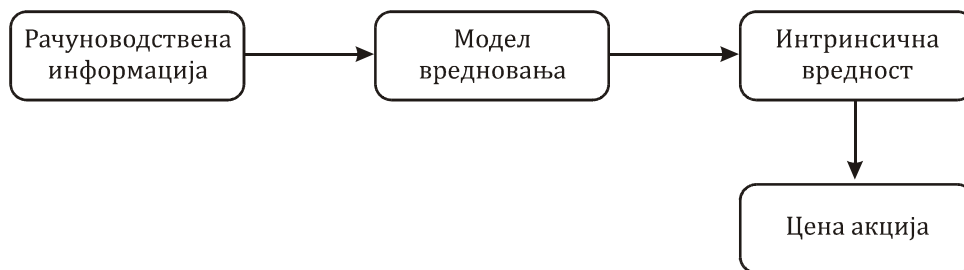 Рачуноводствена
информација
Модел
вредновања
Интринсична
вредност
Цена акција